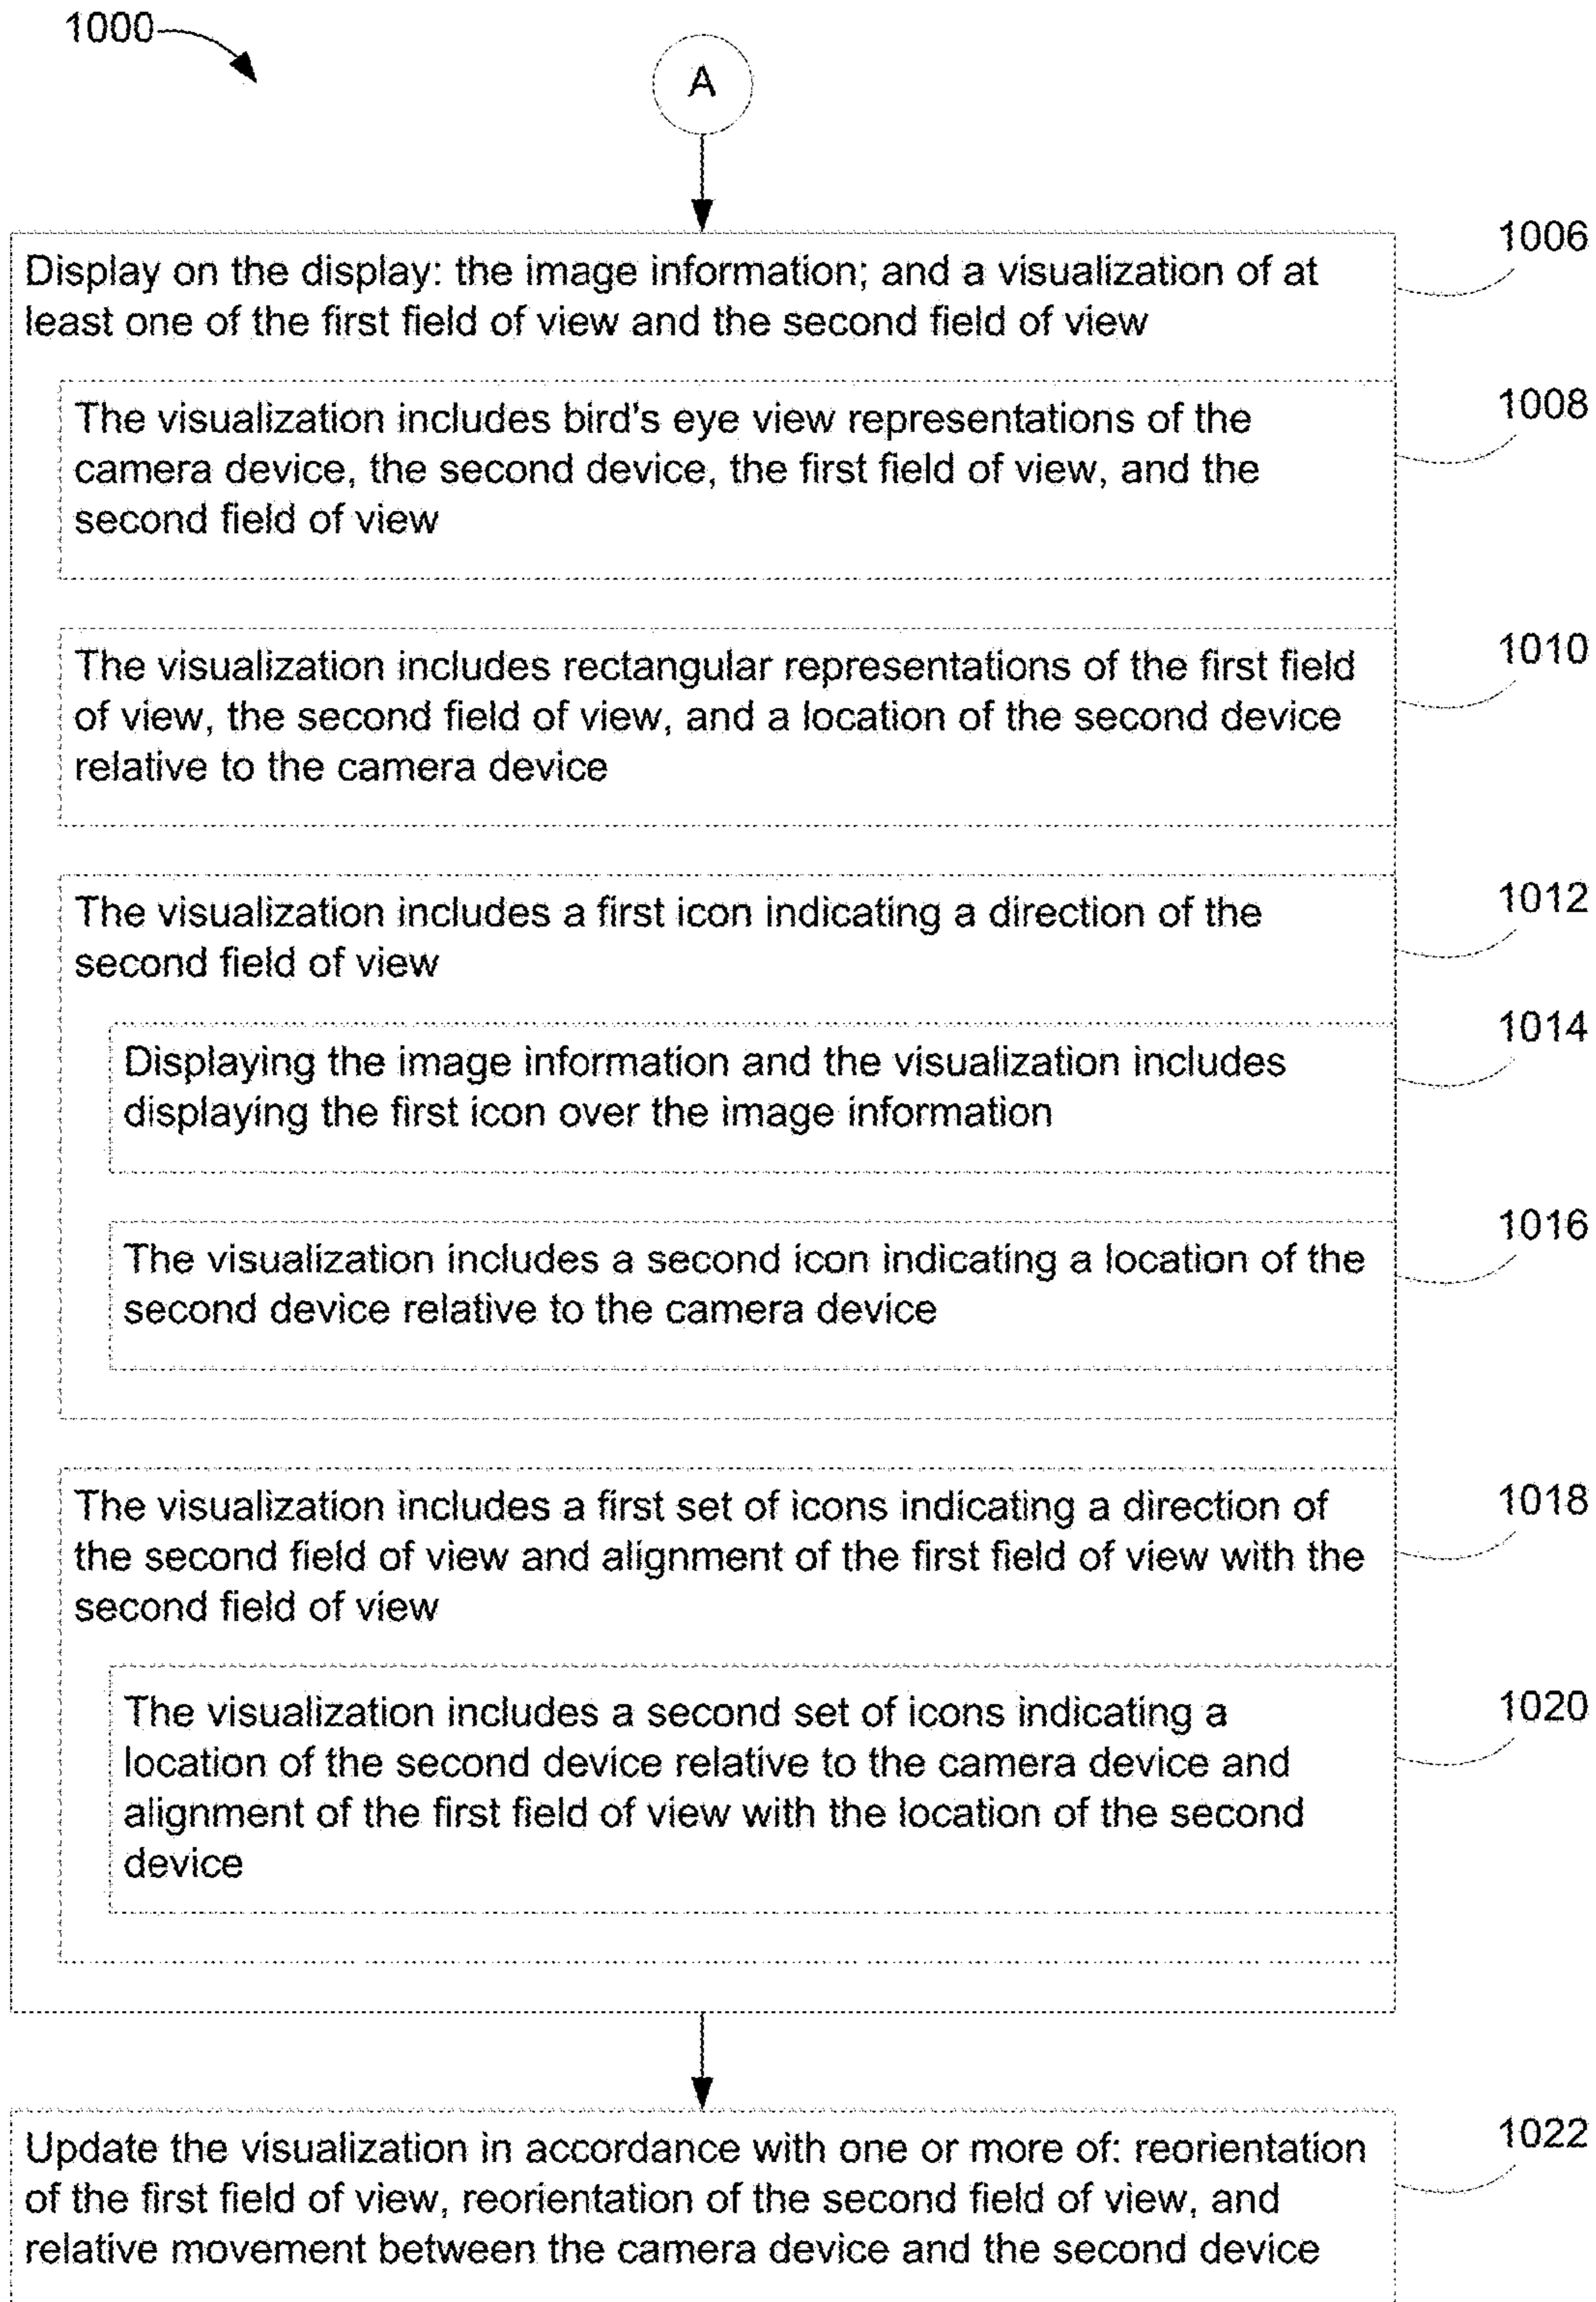 1000
A
1006
Display on the display: the image information; and a visualization of at
least one of the first field of view and the second field of view
1008
The visualization includes bird's eye view representations of the
camera device, the second device, the first field of view, and the
second field of view
1010
The visualization includes rectangular representations of the first field
of view, the second field of view, and a location of the second device
relative to the camera device
1012
The visualization includes a first icon indicating a direction of the
second field of view
1014
Displaying the image information and the visualization includes
displaying the first icon over the image information
1016
The visualization includes a second icon indicating a location of the
second device relative to the camera device
1018
The visualization includes a first set of icons indicating a direction of
the second field of view and alignment of the first field of view with the
second field of view
1020
The visualization includes a second set of icons indicating a
location of the second device relative to the camera device and
alignment of the first field of view with the location of the second
device
1022
Update the visualization in accordance with one or more of: reorientation
of the first field of view, reorientation of the second field of view, and
relative movement between the camera device and the second device